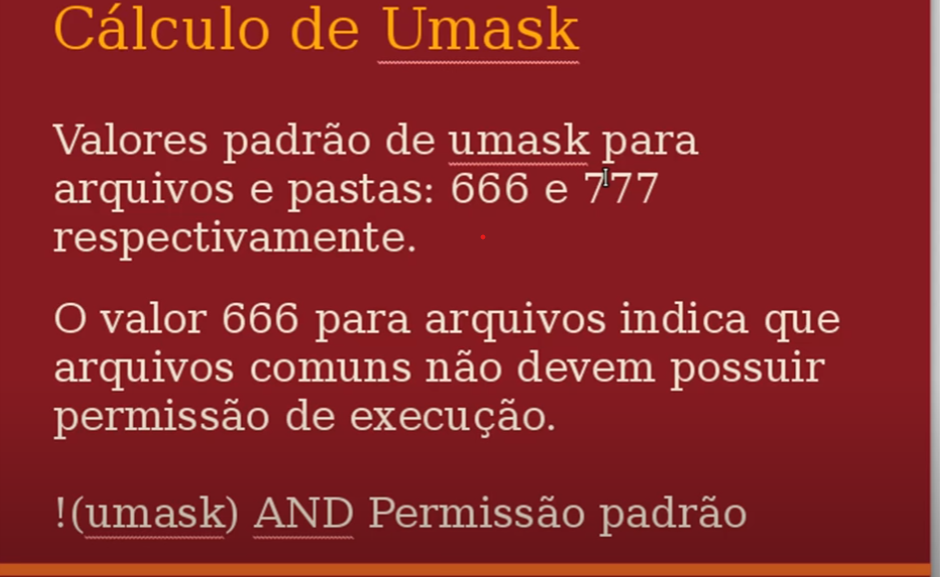 Cálculo de Umask
Valores padrão de umask para
arquivos e pastas: 666 e 777
respectivamente.
O valor 666 para arquivos indica que
arquivos comuns não devem possuir
permissão de execução.
!(umask) AND Permissão padrão